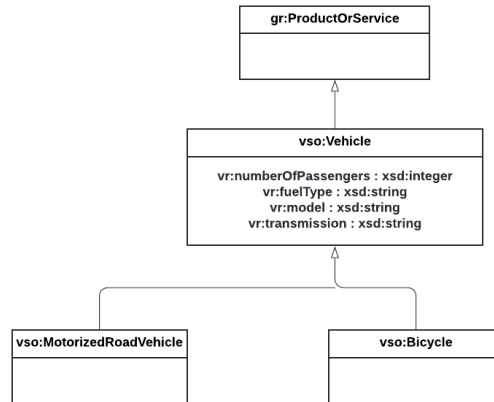 gr:ProductOrService
vso:Vehicle
vr:numberOfPassengers : xsd:integer
vr:fuelType : xsd:string
vr:model : xsd:string
vr:transmission : xsd:string
vso:MotorizedRoadVehicle
vso:Bicycle